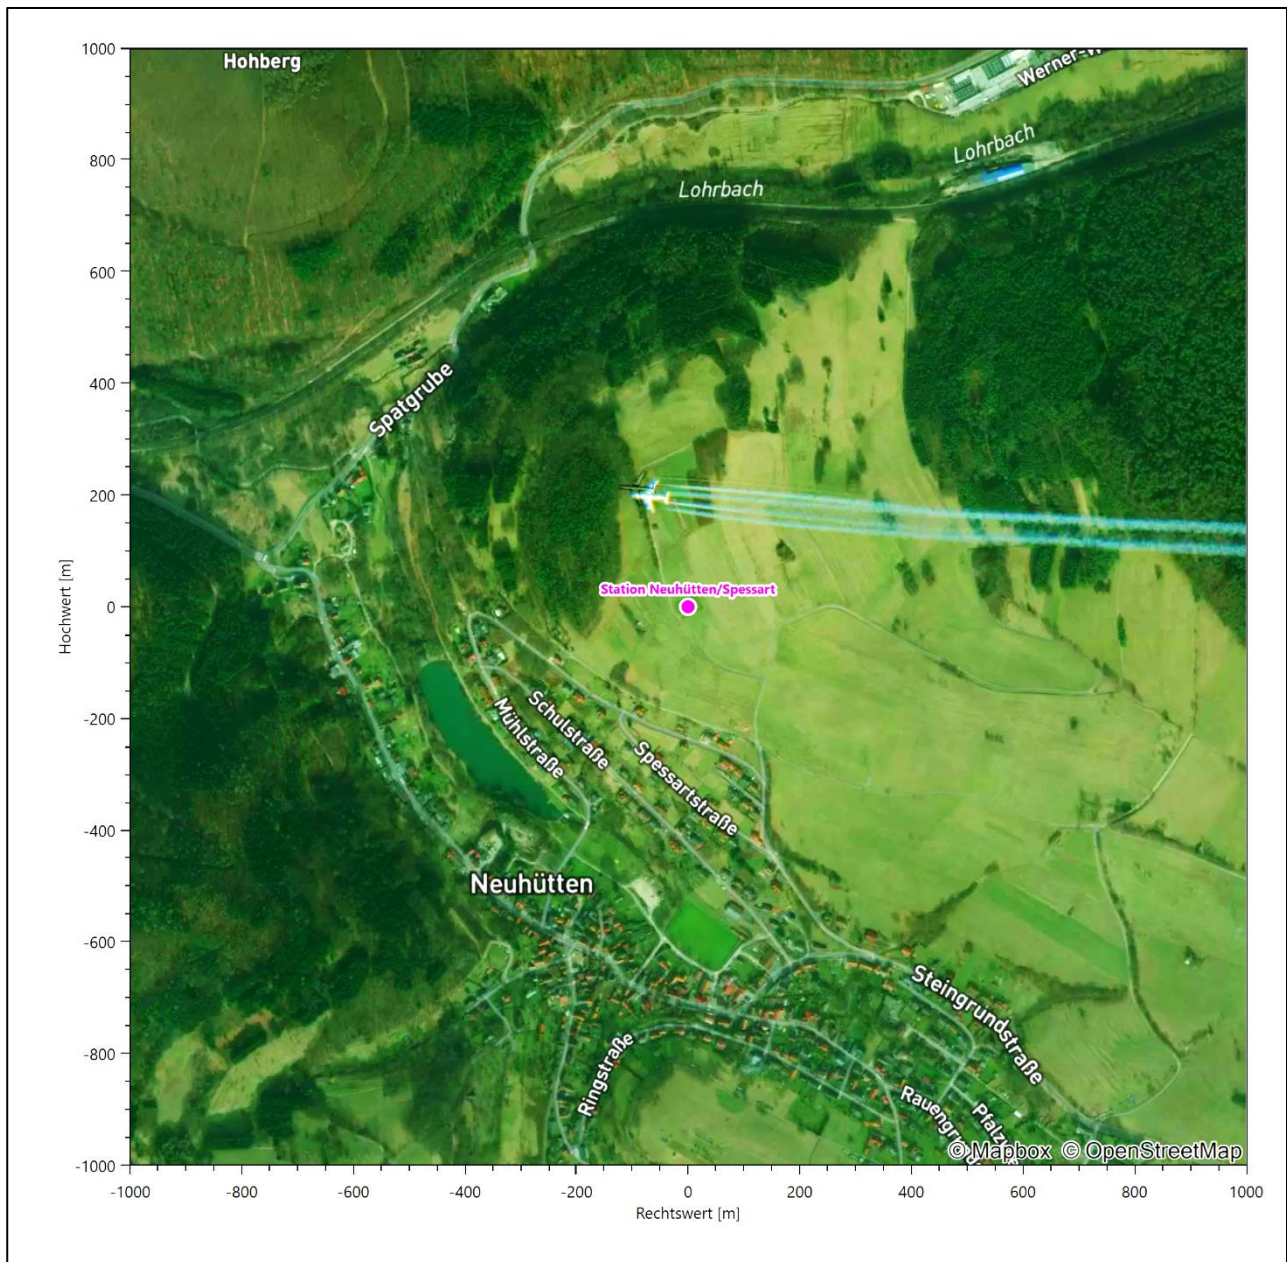 1000
800
600
400
200
0
-200
-400
-600
-800
-1000
Hochwert [m]
Hohberg
Werner-W
Lohrbach
Lohrbach
Spatgrube
Station Neuhütten/Spessart
Schulstraße
Mühlstraße
Spessartstraße
Neuhütten
Steingrundstraße
Ringstraße
© Mapbox © OpenStreetMap
-1000
-800
-600
-400
-200
0
200
400
600
800
1000
Rechtswert [m]